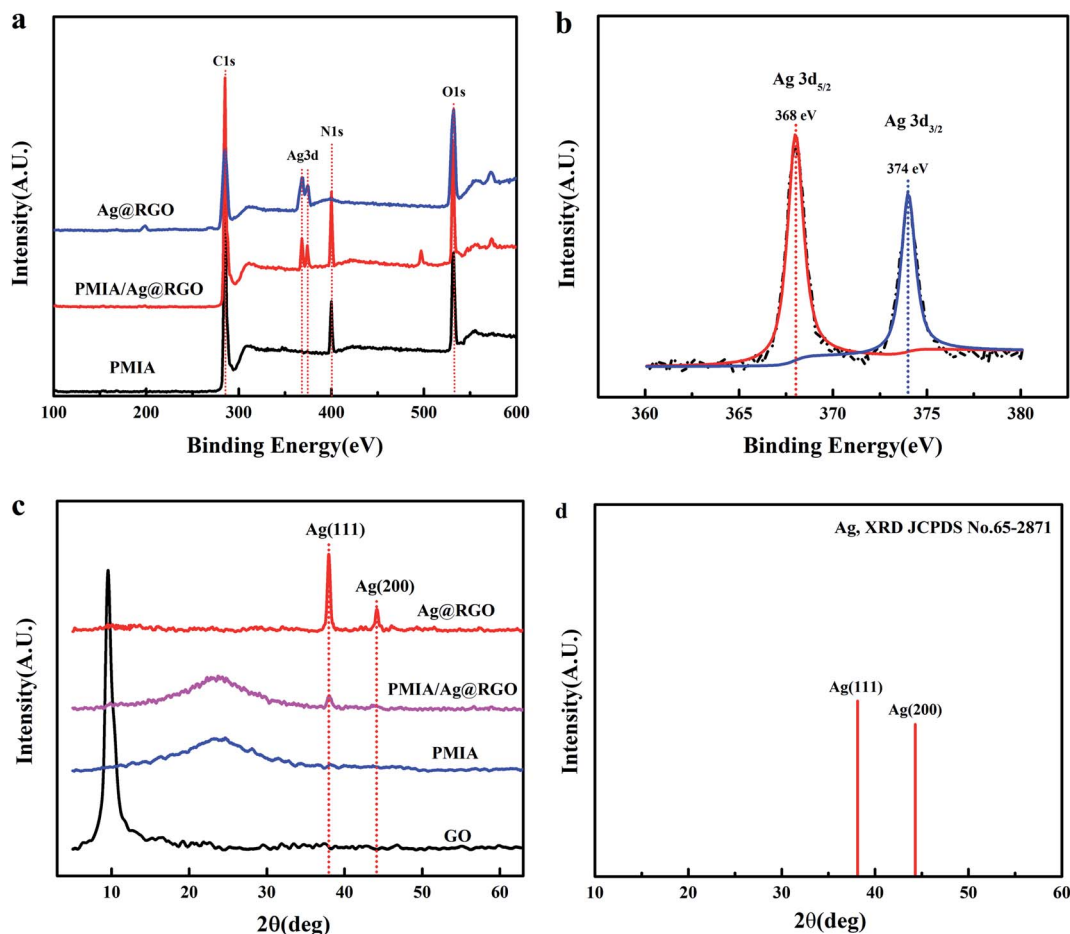 a
C1s
O1s
N1s
Ag3d
Ag@RGO
PMIA/Ag@RGO
PMIA
Intensity(A.U.)
100 200 300 400 500 600
Binding Energy(eV)
b
Ag 3d5/2
368 eV
Ag 3d3/2
374 eV
Intensity(A.U.)
360 365 370 375 380
Binding Energy(eV)
c
Ag(111)
Ag(200)
Ag@RGO
PMIA/Ag@RGO
PMIA
GO
Intensity(A.U.)
10 20 30 40 50 60
2θ(deg)
d
Ag, XRD JCPDS No.65-2871
Ag(111)
Ag(200)
Intensity(A.U.)
10 20 30 40 50 60
2θ(deg)